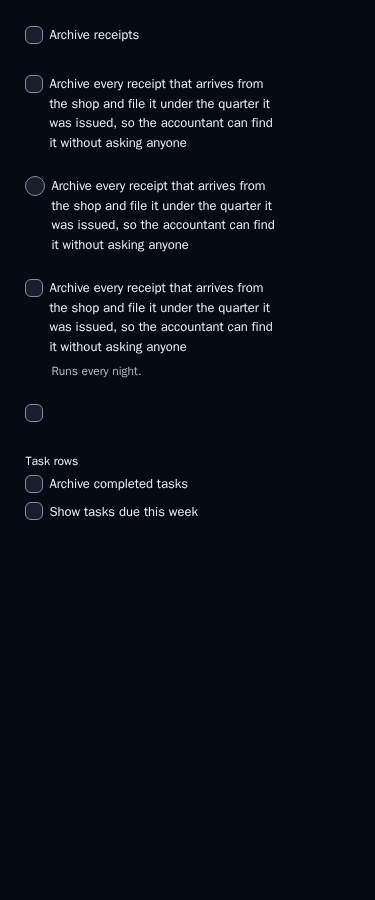 Archive receipts
Archive every receipt that arrives from
the shop and file it under the quarter it
was issued, so the accountant can find
it without asking anyone
Archive every receipt that arrives from
the shop and file it under the quarter it
was issued, so the accountant can find
it without asking anyone
Archive every receipt that arrives from
the shop and file it under the quarter it
was issued, so the accountant can find
it without asking anyone
Runs every night.
Task rows
Archive completed tasks
Show tasks due this week